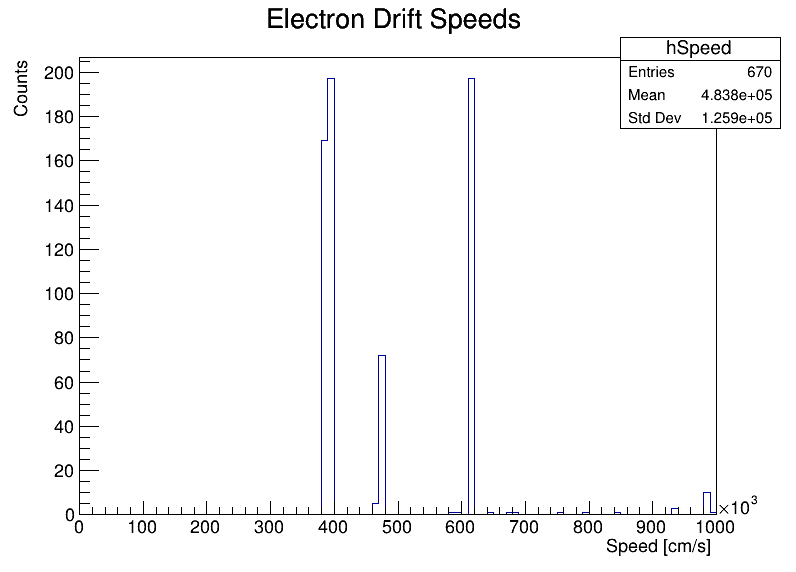 Electron Drift Speeds
hSpeed
Entries 670
Mean 4.838e+05
Std Dev 1.259e+05
Counts
200
180
160
140
120
100
80
60
40
20
0
0 100 200 300 400 500 600 700 800 900 1000
×10³
Speed [cm/s]